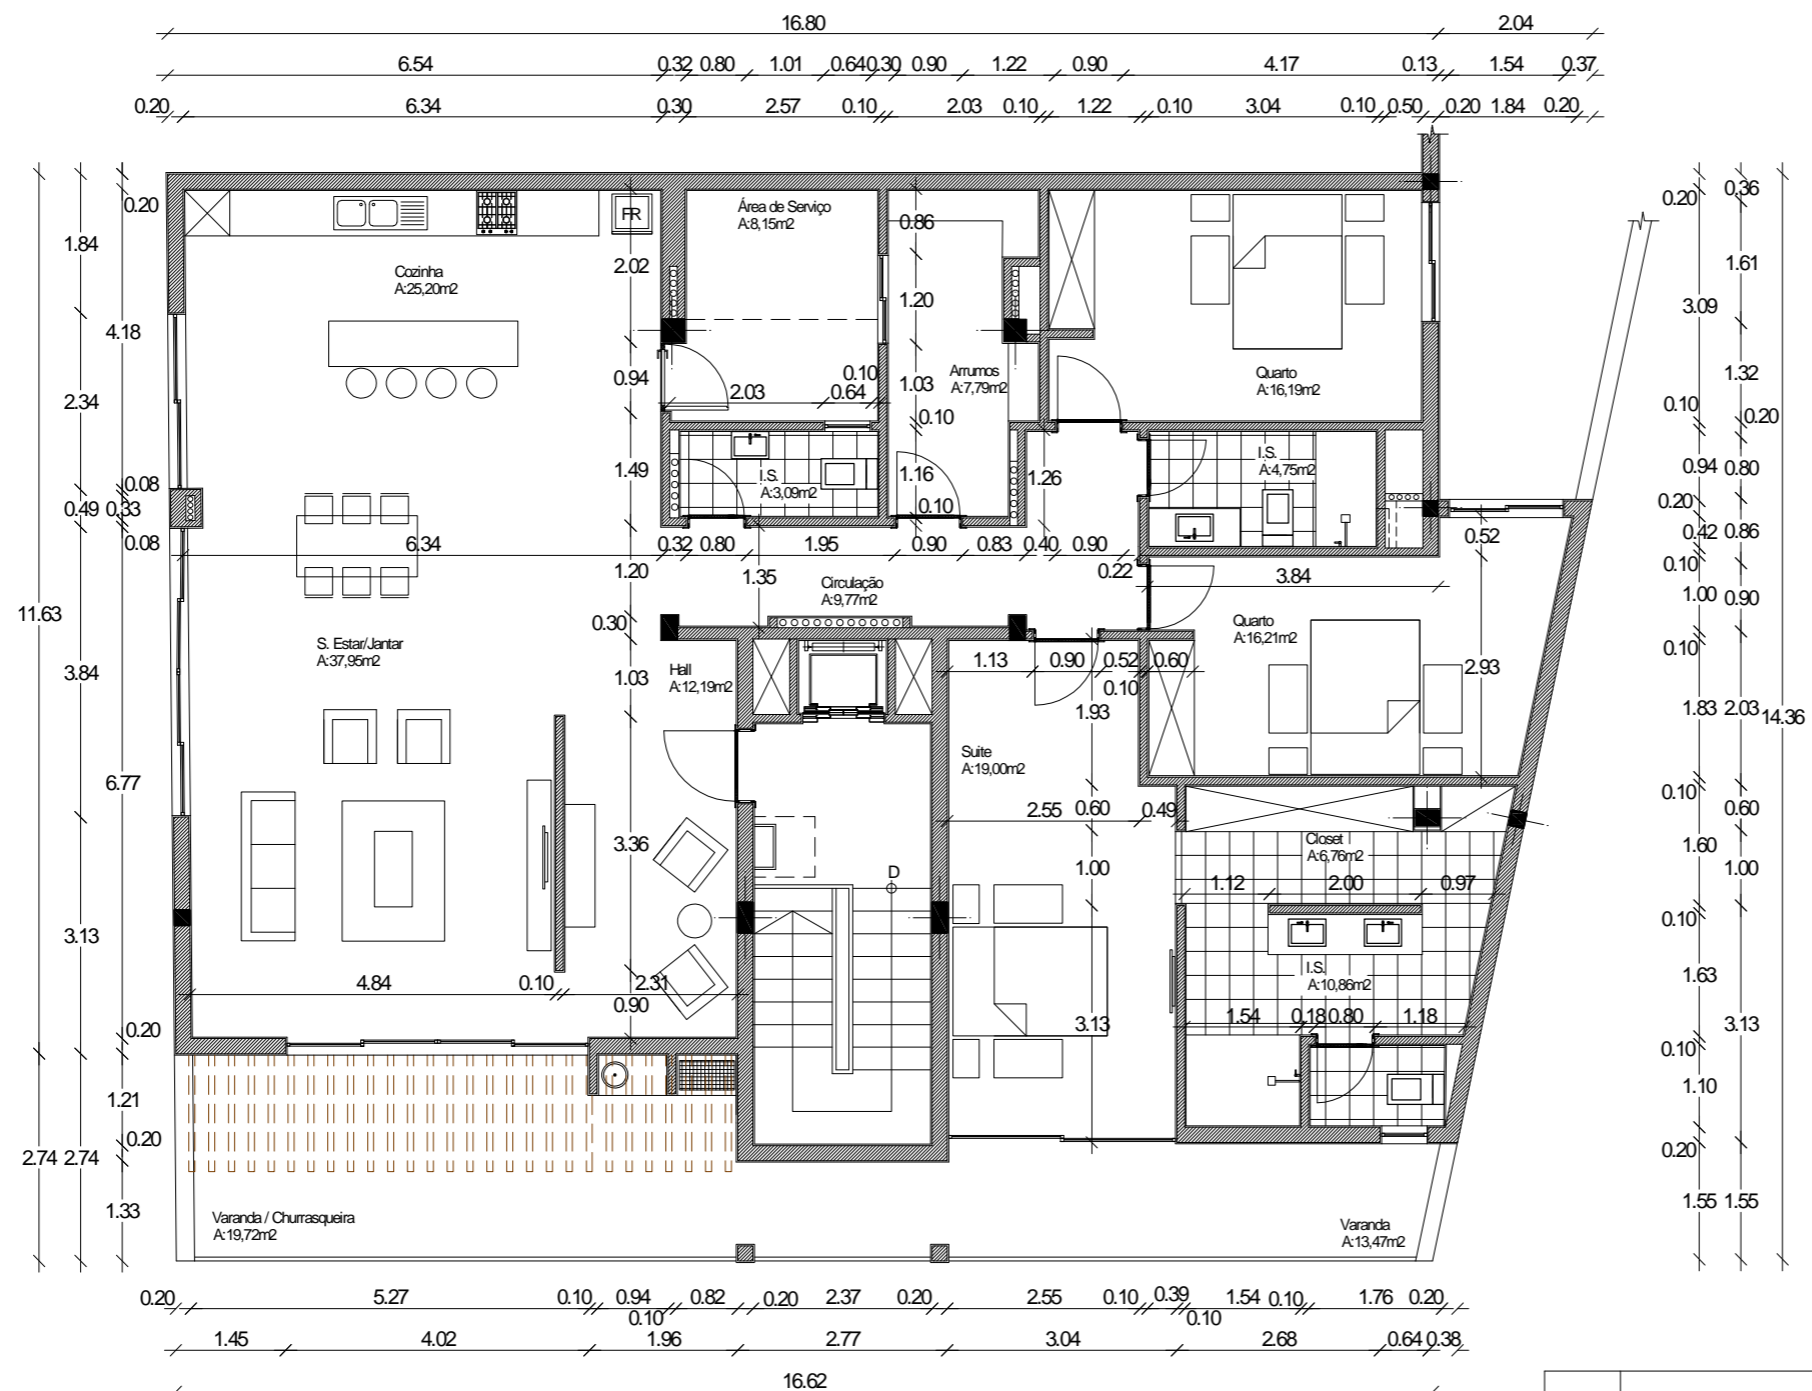 16.80 2.04
6.54 0.32 0.80 1.01 0.64 0.30 0.90 1.22 0.90 4.17 0.13 1.54 0.37
0.20 6.34 0.30 2.57 0.10 2.03 0.10 1.22 0.10 3.04 0.10 0.50 0.20 1.84 0.20
0.20
1.84
4.18
2.34
0.08
0.49 0.33
0.08
11.63
3.84
6.77
3.13
0.20
1.21
0.20
2.74 2.74
1.33
FR
Cozinha
A:25,20m2
2.02
0.94
1.49
Área de Serviço
A:8,15m2
0.10
2.03 0.64
I.S.
A:3,09m2
0.86
1.20
1.03
0.10
1.16
0.10
Arrumos
A:7,79m2
1.26
Quarto
A:16,19m2
I.S.
A:4,75m2
6.34 0.32 0.80 1.95 0.90 0.83 0.40 0.90
0.22
3.84
0.52
1.20
1.35
Circulação
A:9,77m2
0.30
S. Estar/Jantar
A:37,95m2
1.03
Hall
A:12,19m2
Quarto
A:16,21m2
2.93
1.13 0.90 0.52 0.60
0.10
1.93
Suite
A:19,00m2
2.55 0.60 0.49
3.36
1.00
D
Closet
A:6,76m2
1.12 2.00 0.97
I.S.
A:10,86m2
4.84 0.10 2.31
0.90
3.13
1.54 0.18 0.80 1.18
Varanda / Churrasqueira
A:19,72m2
Varanda
A:13,47m2
0.20 0.36
1.61
3.09
1.32
0.10 0.20
0.94 0.80
0.20
0.42 0.86
0.10
1.00 0.90
0.10
1.83 2.03 14.36
0.10 0.60
1.60
1.00
0.10
1.63
3.13
0.10
1.10
0.20
1.55 1.55
0.20 5.27 0.10 0.94 0.82 0.20 2.37 0.20 2.55 0.10 0.39 1.54 0.10 1.76 0.20
0.10 0.10
1.45 4.02 1.96 2.77 3.04 2.68 0.64 0.38
16.62